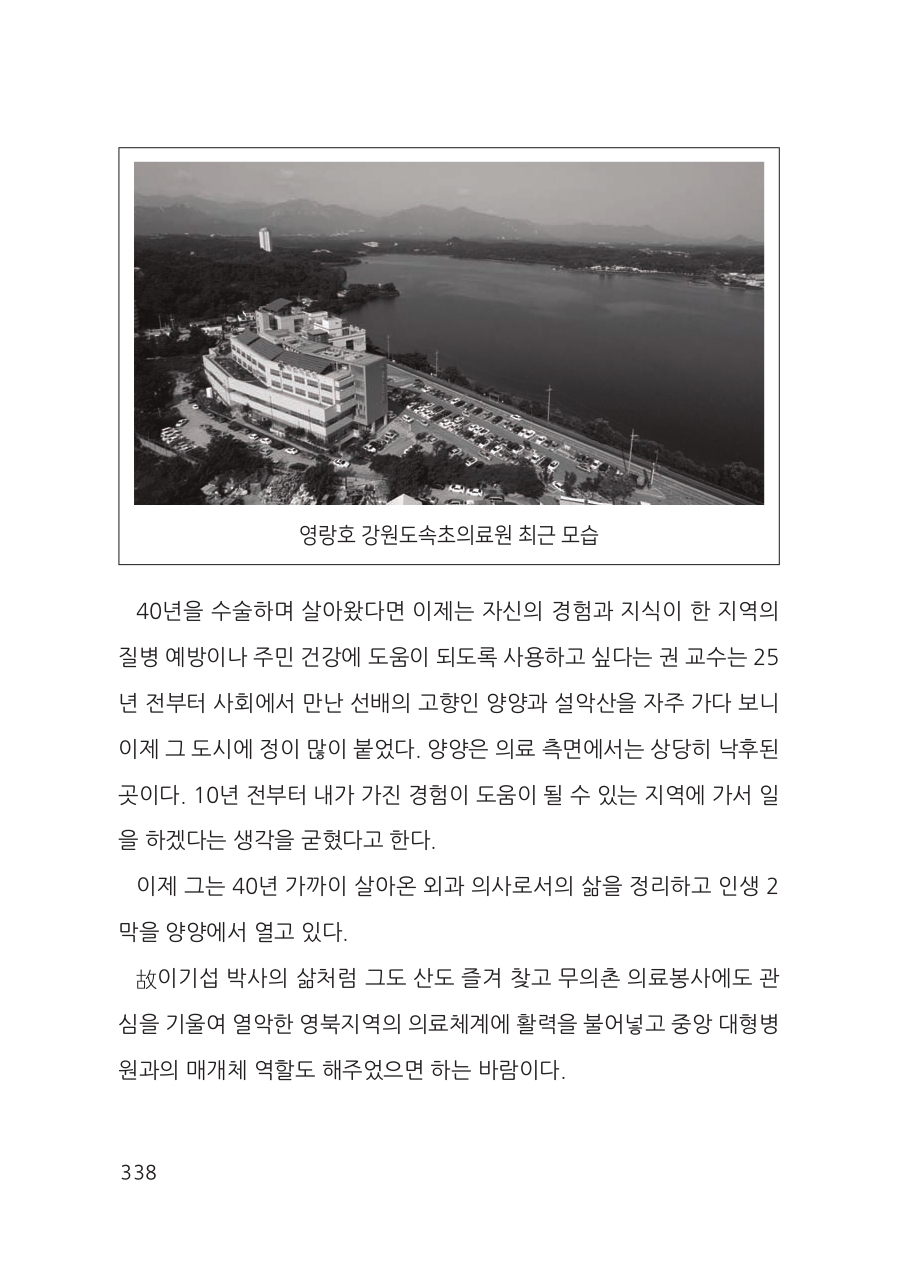 영랑호 강원도속초의료원 최근 모습
40년을 수술하며 살아왔다면 이제는 자신의 경험과 지식이 한 지역의
질병 예방이나 주민 건강에 도움이 되도록 사용하고 싶다는 권 교수는 25
년 전부터 사회에서 만난 선배의 고향인 양양과 설악산을 자주 가다 보니
이제 그 도시에 정이 많이 붙었다. 양양은 의료 측면에서는 상당히 낙후된
곳이다. 10년 전부터 내가 가진 경험이 도움이 될 수 있는 지역에 가서 일
을 하겠다는 생각을 굳혔다고 한다.
이제 그는 40년 가까이 살아온 외과 의사로서의 삶을 정리하고 인생 2
막을 양양에서 열고 있다.
故이기섭 박사의 삶처럼 그도 산도 즐겨 찾고 무의촌 의료봉사에도 관
심을 기울여 열악한 영북지역의 의료체계에 활력을 불어넣고 중앙 대형병
원과의 매개체 역할도 해주었으면 하는 바람이다.
338